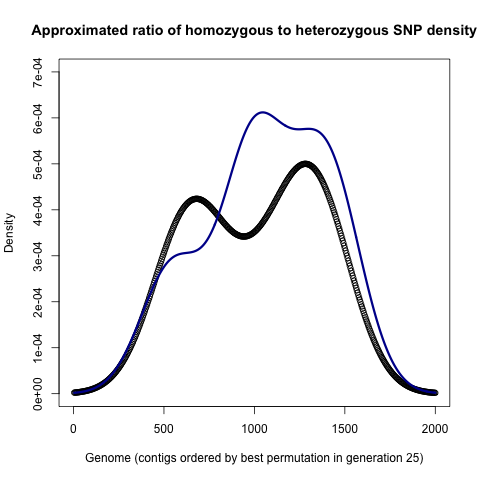 Approximated ratio of homozygous to heterozygous SNP density
7e-04
6e-04
5e-04
4e-04
3e-04
2e-04
1e-04
0e+00
Density
0 500 1000 1500 2000
Genome (contigs ordered by best permutation in generation 25)